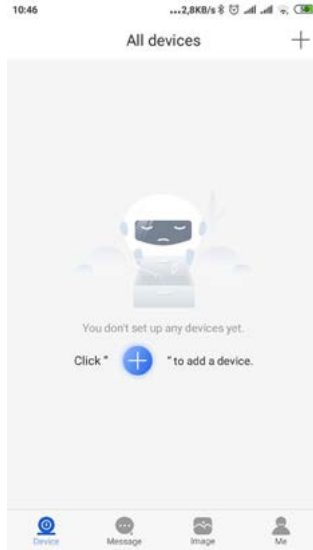 10:46
...2,8KB/s
All devices
You don't set up any devices yet.
Click " " to add a device.
Device Message Image Me